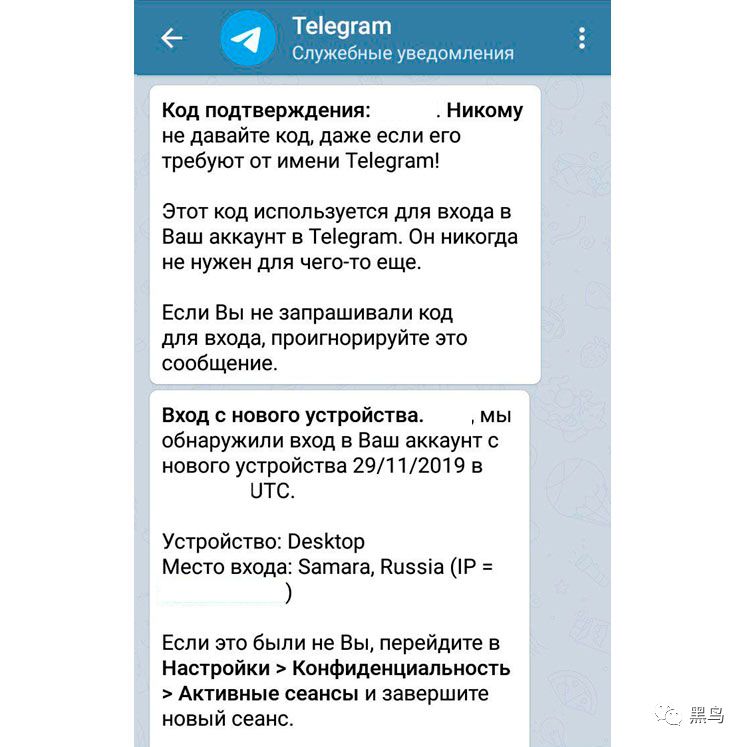 Telegram
Служебные уведомления
Код подтверждения: . Никому
не давайте код, даже если его
требуют от имени Telegram!
Этот код используется для входа в
Ваш аккаунт в Telegram. Он никогда
не нужен для чего-то еще.
Если Вы не запрашивали код
для входа, проигнорируйте это
сообщение.
Вход с нового устройства. , мы
обнаружили вход в Ваш аккаунт с
нового устройства 29/11/2019 в
UTC.
Устройство: Desktop
Место входа: Samara, Russia (IP =
)
Если это были не Вы, перейдите в
Настройки > Конфиденциальность
> Активные сеансы и завершите
новый сеанс.
黑鸟